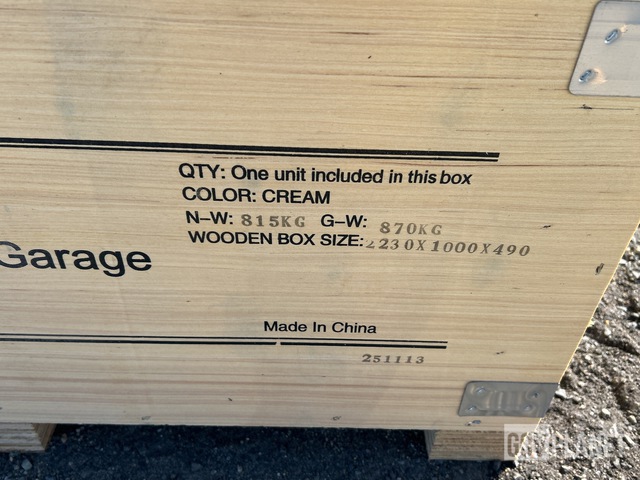 QTY: One unit included in this box
COLOR: CREAM
N-W: 815KG G-W: 870KG
WOODEN BOX SIZE: 2230X1000X490
Garage
Made In China
251113